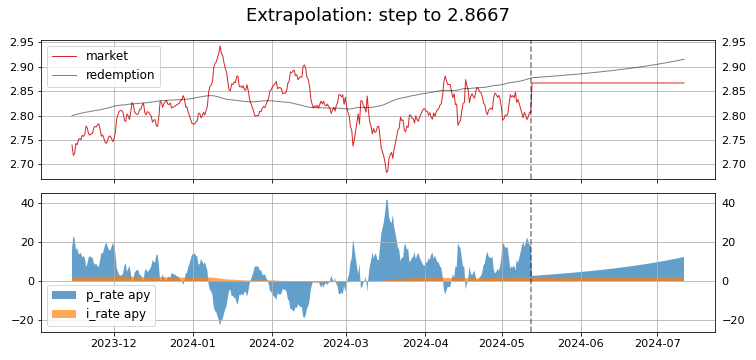 Extrapolation: step to 2.8667
2.95 2.95
market
redemption
2.90 2.90
2.85 2.85
2.80 2.80
2.75 2.75
2.70 2.70
40 40
20 20
0 0
p_rate apy
i_rate apy
−20 −20
2023-12 2024-01 2024-02 2024-03 2024-04 2024-05 2024-06 2024-07